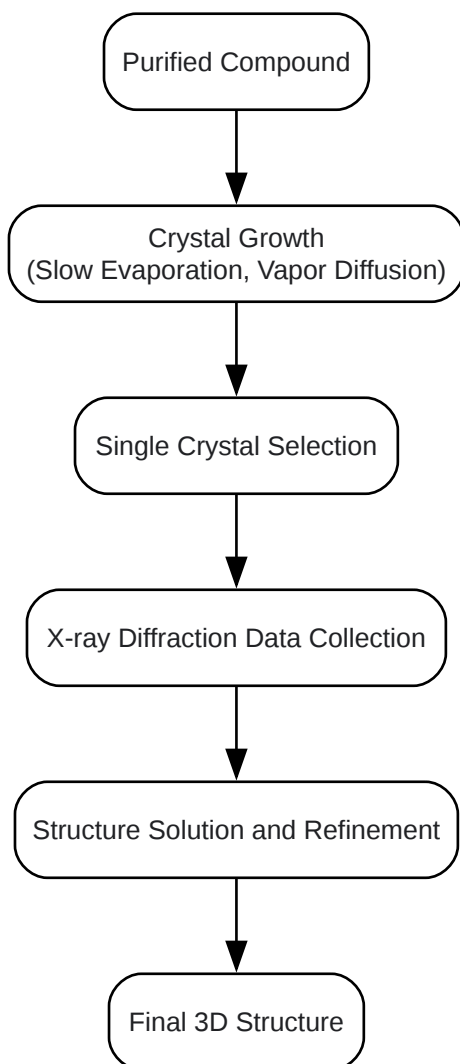 Purified Compound
Crystal Growth
(Slow Evaporation, Vapor Diffusion)
Single Crystal Selection
X-ray Diffraction Data Collection
Structure Solution and Refinement
Final 3D Structure